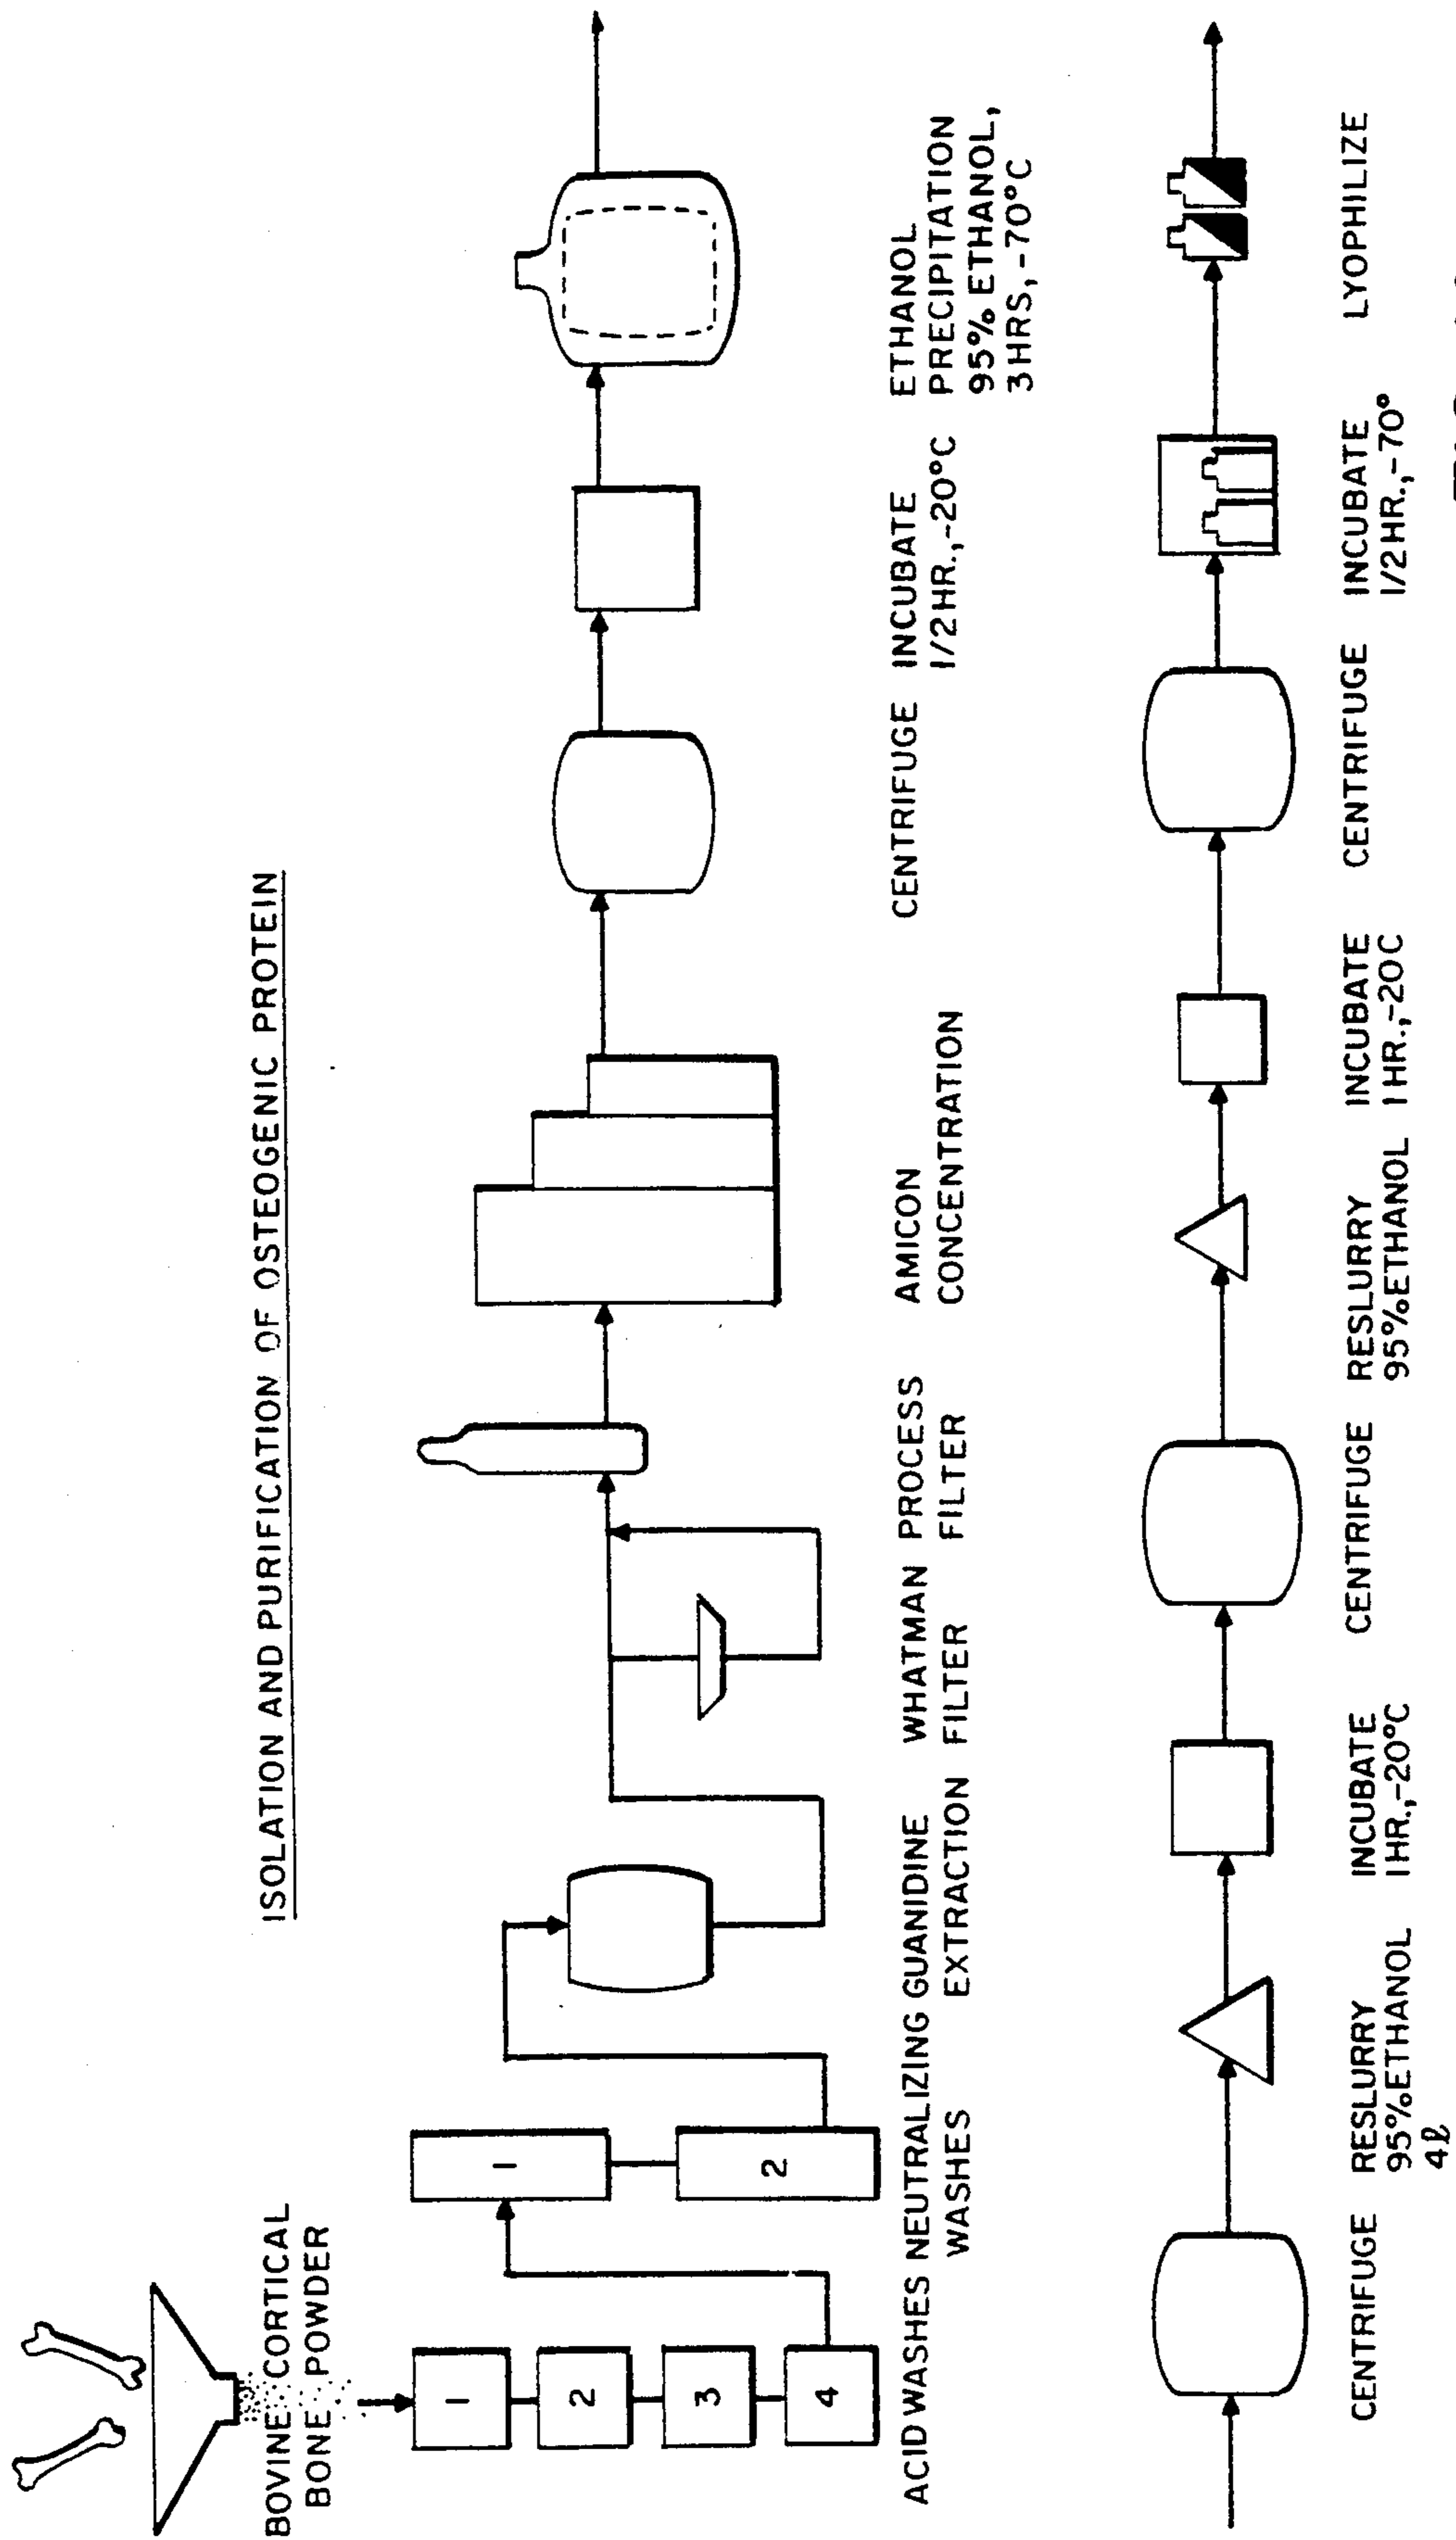 ISOLATION AND PURIFICATION OF OSTEOGENIC PROTEIN
BOVINE CORTICAL
BONE POWDER
1
2
3
4
1
2
ACID WASHES
NEUTRALIZING
WASHES
GUANIDINE
EXTRACTION
WHATMAN
FILTER
PROCESS
FILTER
AMICON
CONCENTRATION
CENTRIFUGE
INCUBATE
1/2 HR.,-20°C
ETHANOL
PRECIPITATION
95% ETHANOL,
3 HRS,-70°C
CENTRIFUGE
RESLURRY
95% ETHANOL
4ℓ
INCUBATE
1 HR.,-20°C
CENTRIFUGE
RESLURRY
95% ETHANOL
INCUBATE
1 HR.,-20C
CENTRIFUGE
INCUBATE
1/2 HR.,-70°
LYOPHILIZE